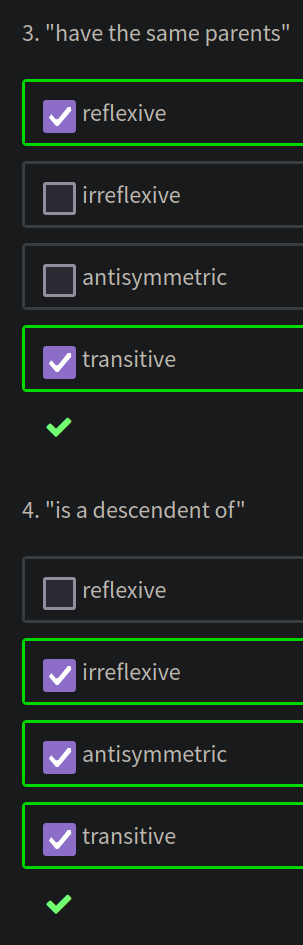 3. "have the same parents"
reflexive
irreflexive
antisymmetric
transitive
4. "is a descendent of"
reflexive
irreflexive
antisymmetric
transitive